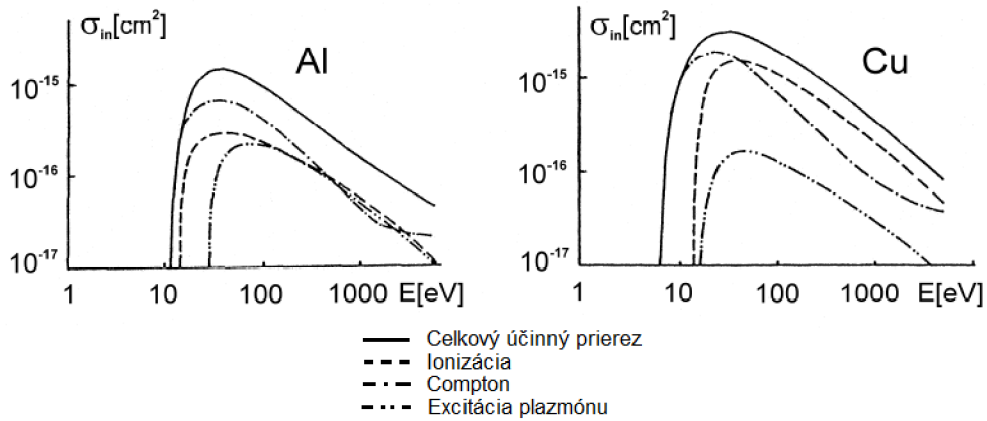 σin[cm²]
Al
10-15
10-16
10-17
1 10 100 1000 E[eV]
σin[cm²]
Cu
10-15
10-16
10-17
1 10 100 1000 E[eV]
Celkový účinný prierez
Ionizácia
Compton
Excitácia plazmónu